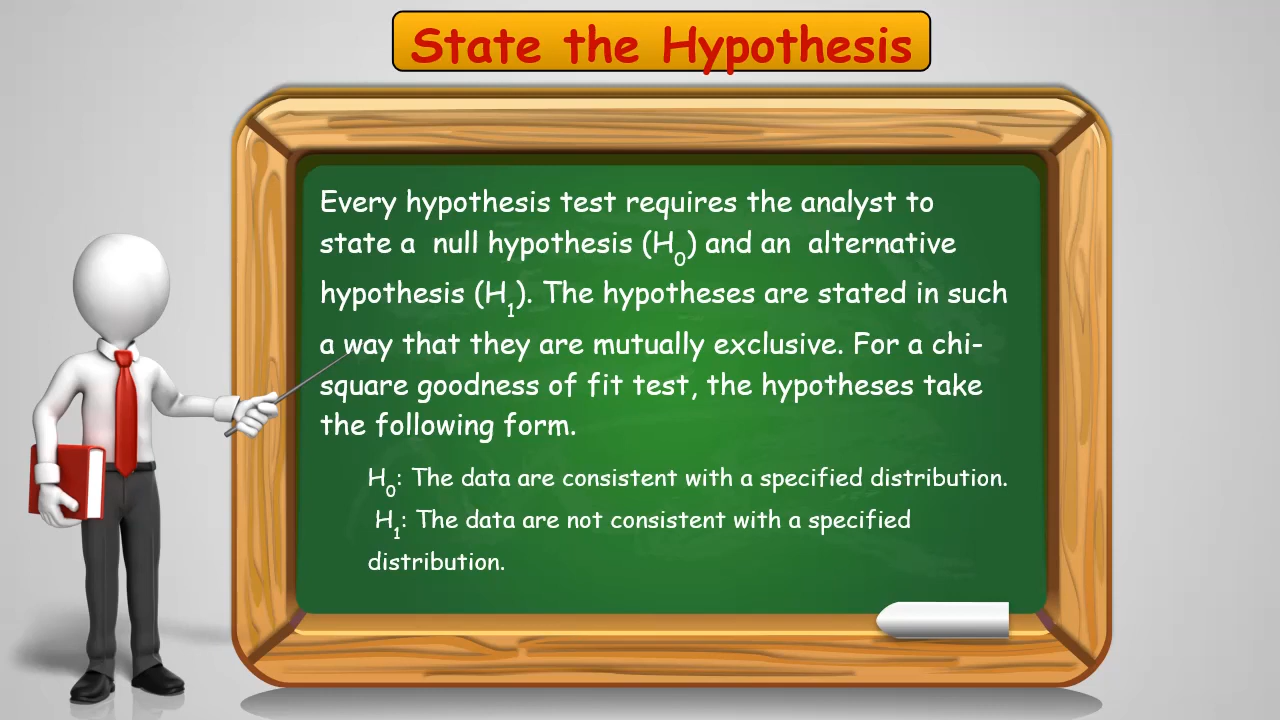 State the Hypothesis
Every hypothesis test requires the analyst to
state a null hypothesis (H₀) and an alternative
hypothesis (H₁). The hypotheses are stated in such
a way that they are mutually exclusive. For a chi-
square goodness of fit test, the hypotheses take
the following form.
H₀: The data are consistent with a specified distribution.
H₁: The data are not consistent with a specified
distribution.